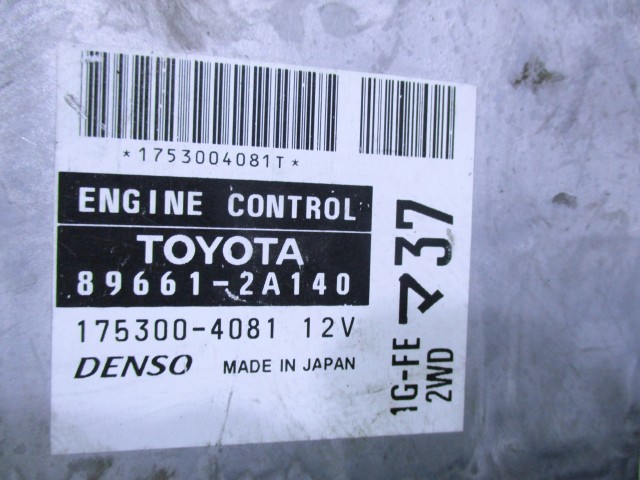 *1753004081T*
ENGINE CONTROL
TOYOTA
89661-2A140
175300-4081 12V
DENSO MADE IN JAPAN
1G-FE
2WD
マ37